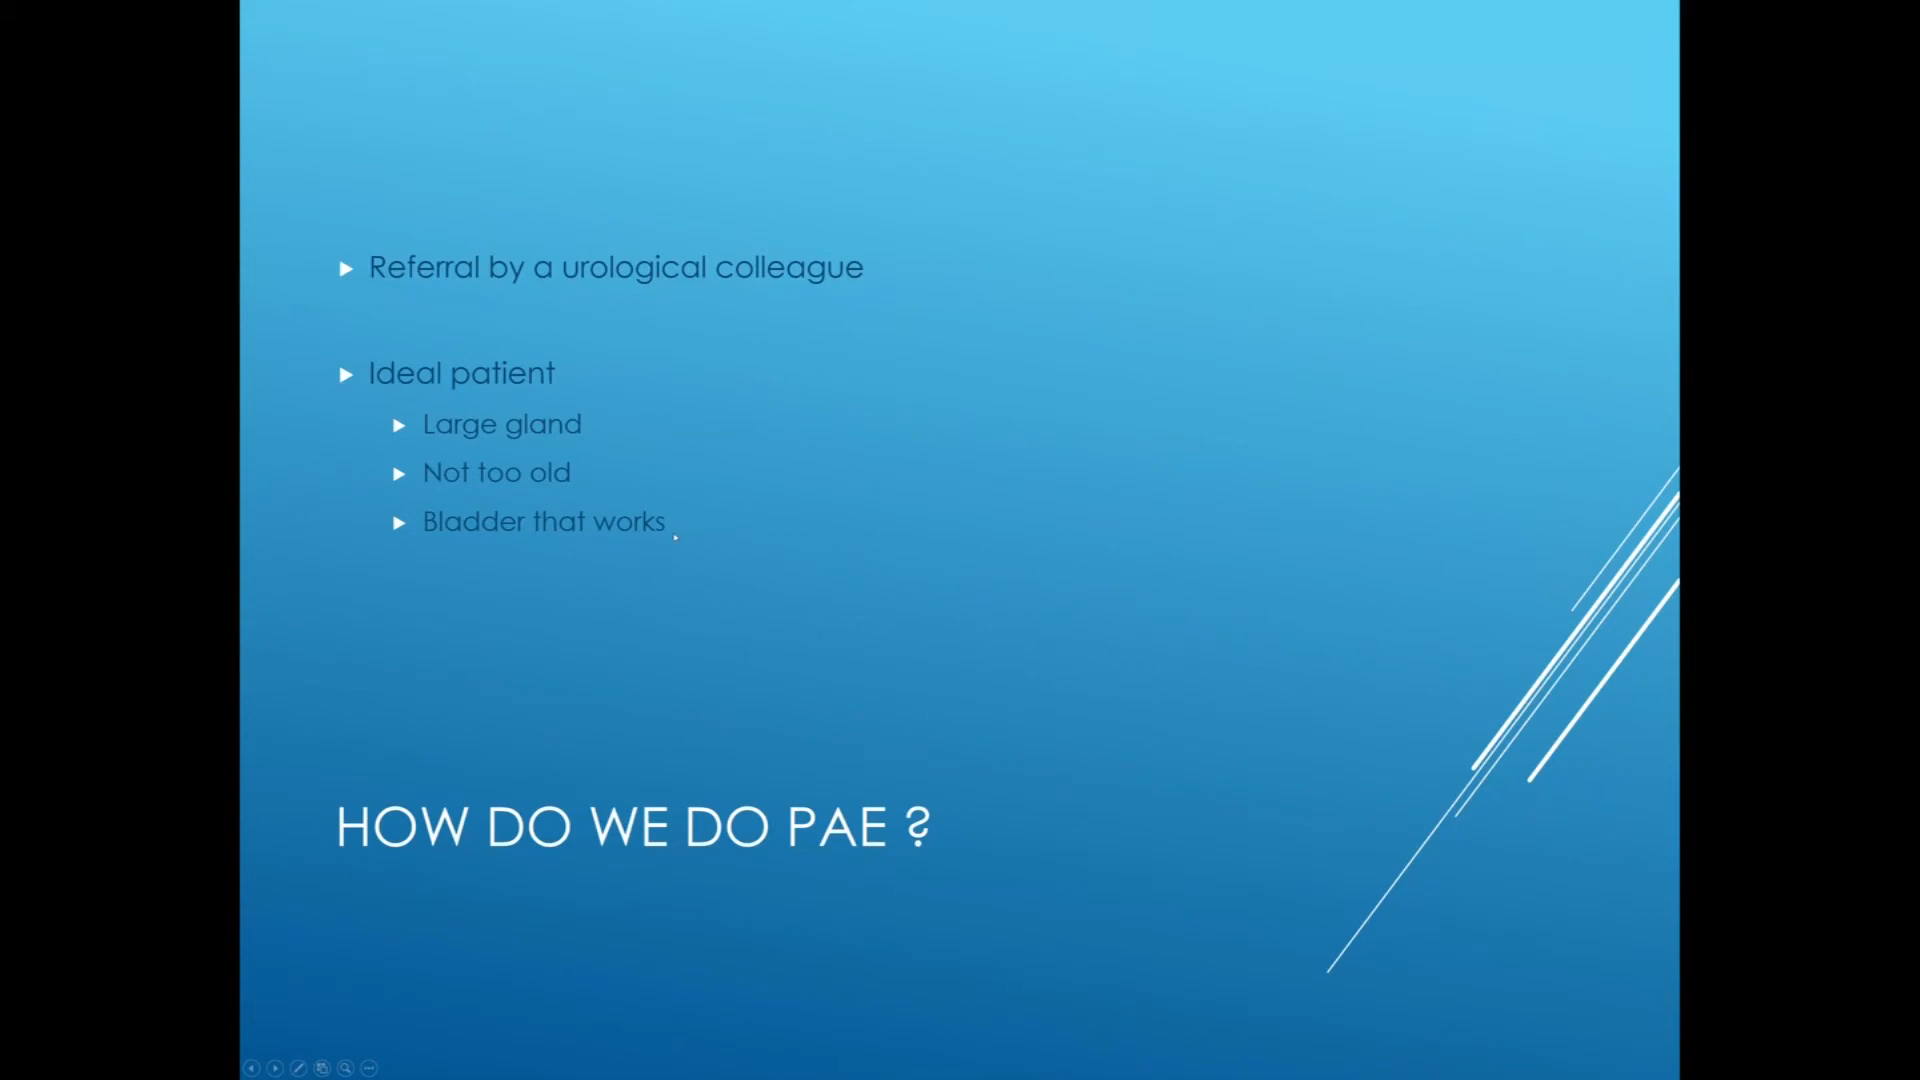 Referral by a urological colleague
Ideal patient
Large gland
Not too old
Bladder that works
HOW DO WE DO PAE ?